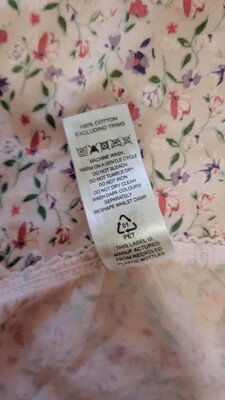 100% COTTON
EXCLUDING TRIMS
MACHINE WASH
WARM ON A GENTLE CYCLE
DO NOT BLEACH
DO NOT TUMBLE DRY
DO NOT IRON
DO NOT DRY CLEAN
WASH DARK COLOURS
SEPARATELY
RESHAPE WHILST DAMP
01
PET
THIS LABEL IS
MANUFACTURED
FROM RECYCLED
PLASTIC BOTTLES